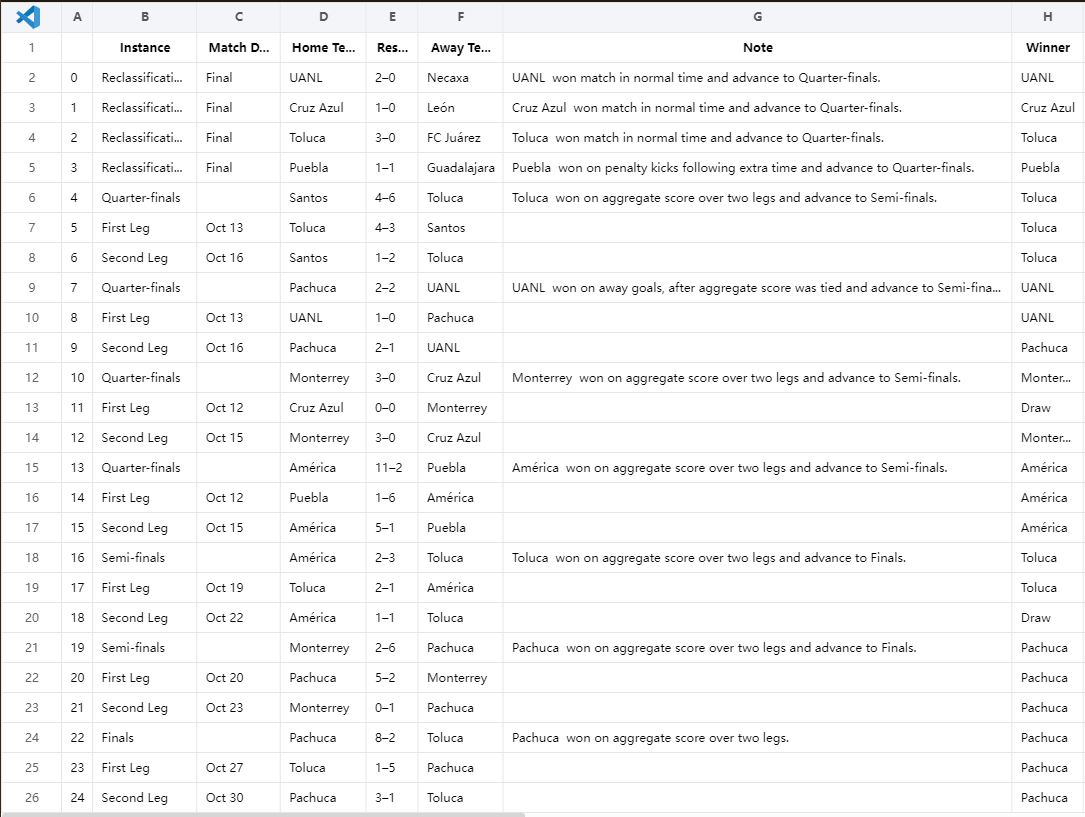 A B C D E F G H
1 Instance Match D... Home Te... Res... Away Te... Note Winner
2 0 Reclassificati... Final UANL 2–0 Necaxa UANL won match in normal time and advance to Quarter-finals. UANL
3 1 Reclassificati... Final Cruz Azul 1–0 León Cruz Azul won match in normal time and advance to Quarter-finals. Cruz Azul
4 2 Reclassificati... Final Toluca 3–0 FC Juárez Toluca won match in normal time and advance to Quarter-finals. Toluca
5 3 Reclassificati... Final Puebla 1–1 Guadalajara Puebla won on penalty kicks following extra time and advance to Quarter-finals. Puebla
6 4 Quarter-finals Santos 4–6 Toluca Toluca won on aggregate score over two legs and advance to Semi-finals. Toluca
7 5 First Leg Oct 13 Toluca 4–3 Santos Toluca
8 6 Second Leg Oct 16 Santos 1–2 Toluca Toluca
9 7 Quarter-finals Pachuca 2–2 UANL UANL won on away goals, after aggregate score was tied and advance to Semi-fina... UANL
10 8 First Leg Oct 13 UANL 1–0 Pachuca UANL
11 9 Second Leg Oct 16 Pachuca 2–1 UANL Pachuca
12 10 Quarter-finals Monterrey 3–0 Cruz Azul Monterrey won on aggregate score over two legs and advance to Semi-finals. Monter...
13 11 First Leg Oct 12 Cruz Azul 0–0 Monterrey Draw
14 12 Second Leg Oct 15 Monterrey 3–0 Cruz Azul Monter...
15 13 Quarter-finals América 11–2 Puebla América won on aggregate score over two legs and advance to Semi-finals. América
16 14 First Leg Oct 12 Puebla 1–6 América América
17 15 Second Leg Oct 15 América 5–1 Puebla América
18 16 Semi-finals América 2–3 Toluca Toluca won on aggregate score over two legs and advance to Finals. Toluca
19 17 First Leg Oct 19 Toluca 2–1 América Toluca
20 18 Second Leg Oct 22 América 1–1 Toluca Draw
21 19 Semi-finals Monterrey 2–6 Pachuca Pachuca won on aggregate score over two legs and advance to Finals. Pachuca
22 20 First Leg Oct 20 Pachuca 5–2 Monterrey Pachuca
23 21 Second Leg Oct 23 Monterrey 0–1 Pachuca Pachuca
24 22 Finals Pachuca 8–2 Toluca Pachuca won on aggregate score over two legs. Pachuca
25 23 First Leg Oct 27 Toluca 1–5 Pachuca Pachuca
26 24 Second Leg Oct 30 Pachuca 3–1 Toluca Pachuca